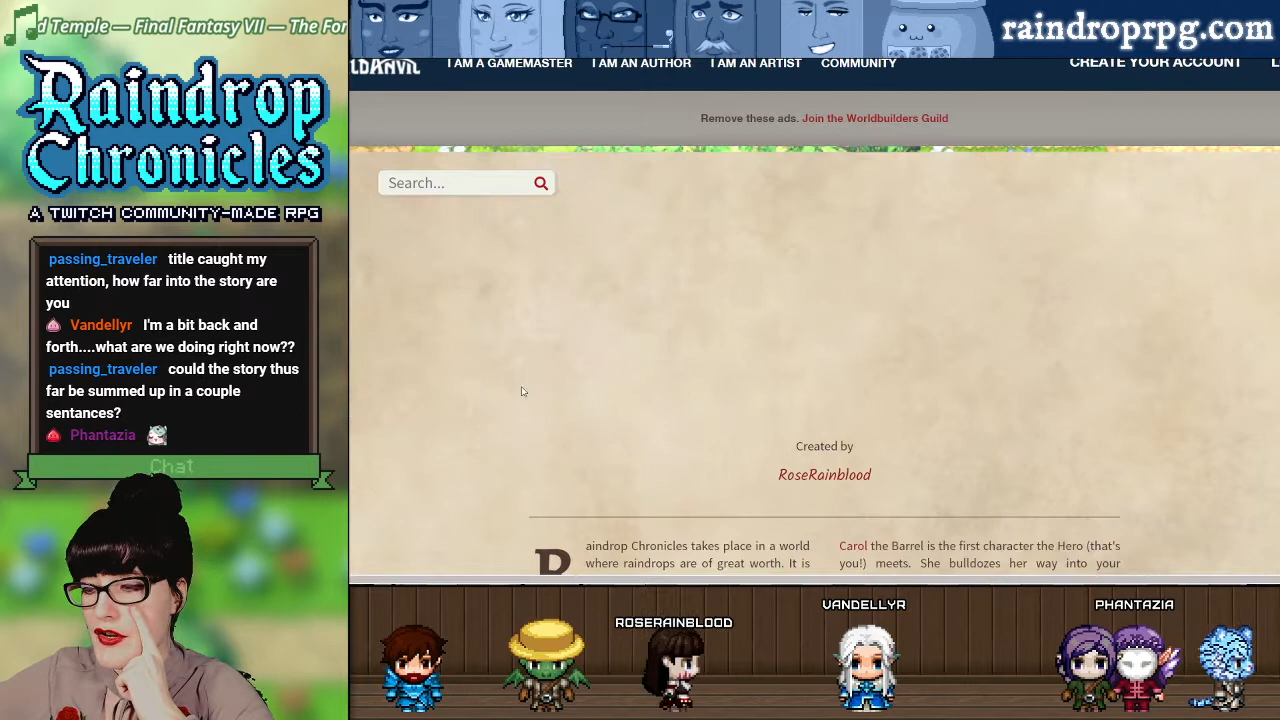 d Temple — Final Fantasy VII — The For
Raindrop
Chronicles
A TWITCH COMMUNITY-MADE RPG
passing_traveler title caught my
attention, how far into the story are
you
Vandellyr I'm a bit back and
forth....what are we doing right now??
passing_traveler could the story thus
far be summed up in a couple
sentances?
Phantazia
Chat
raindroprpg.com
LDANVIL
I AM A GAMEMASTER I AM AN AUTHOR I AM AN ARTIST COMMUNITY CREATE YOUR ACCOUNT L
Remove these ads. Join the Worldbuilders Guild
Search...
Created by
RoseRainblood
Raindrop Chronicles takes place in a world
where raindrops are of great worth. It is
Carol the Barrel is the first character the Hero (that's
you!) meets. She bulldozes her way into your
ROSERAINBLOOD
VANDELLYR
PHANTAZIA